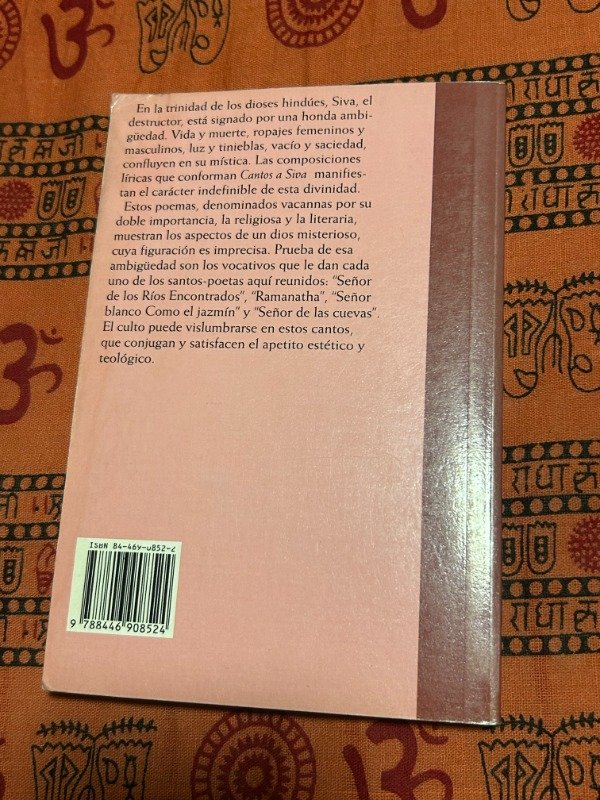 En la trinidad de los dioses hindúes, Siva, el
destructor, está signado por una honda ambi-
güedad. Vida y muerte, ropajes femeninos y
masculinos, luz y tinieblas, vacío y saciedad,
confluyen en su mística. Las composiciones
líricas que conforman Cantos a Siva manifies-
tan el carácter indefinible de esta divinidad.
Estos poemas, denominados vacannas por su
doble importancia, la religiosa y la literaria,
muestran los aspectos de un dios misterioso,
cuya figuración es imprecisa. Prueba de esa
ambigüedad son los vocativos que le dan cada
uno de los santos-poetas aquí reunidos: "Señor
de los Ríos Encontrados", "Ramanatha", "Señor
blanco Como el jazmín" y "Señor de las cuevas".
El culto puede vislumbrarse en estos cantos,
que conjugan y satisfacen el apetito estético y
teológico.
ISBN 84-469-0852-2
9 788446 908524
ॐ
राधा
राधा
राधा
ॐ
ॐ